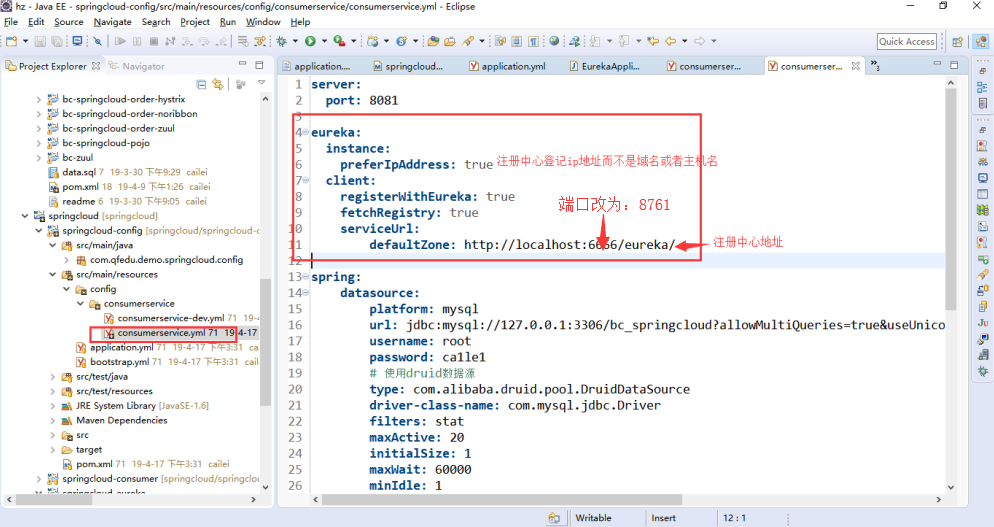 hz - Java EE - springcloud-config/src/main/resources/config/consumerservice/consumerservice.yml - Eclipse
File Edit Source Navigate Search Project Run Window Help
Quick Access
Project Explorer
Navigator
application....
springcloud...
application.yml
EurekaAppli...
consumerser...
consumerser...
»3
bc-springcloud-order-hystrix
bc-springcloud-order-noribbon
bc-springcloud-order-zuul
bc-springcloud-pojo
bc-zuul
data.sql 7 19-3-30 下午9:29 cailei
pom.xml 18 19-4-9 下午1:26 cailei
readme 6 19-3-30 下午9:05 cailei
springcloud [springcloud]
springcloud-config [springcloud/springcloud-c
src/main/java
com.qfedu.demo.springcloud.config
src/main/resources
config
consumerservice
consumerservice-dev.yml 71 19-4-
consumerservice.yml 71 19-4-17
application.yml 71 19-4-17 下午3:31 cai
bootstrap.yml 71 19-4-17 下午3:31 cail
src/test/java
src/test/resources
JRE System Library [JavaSE-1.6]
Maven Dependencies
src
target
pom.xml 71 19-4-17 下午3:31 cailei
springcloud-consumer [springcloud/springcloud
springcloud-eureka
1 server:
2 port: 8081
3
4 eureka:
5 instance:
6 preferIpAddress: true 注册中心登记ip地址而不是域名或者主机名
7 client:
8 registerWithEureka: true
9 fetchRegistry: true
端口改为：8761
10 serviceUrl:
11 defaultZone: http://localhost:6666/eureka/ 注册中心地址
12
13 spring:
14 datasource:
15 platform: mysql
16 url: jdbc:mysql://127.0.0.1:3306/bc_springcloud?allowMultiQueries=true&useUnico
17 username: root
18 password: ca1le1
19 # 使用druid数据源
20 type: com.alibaba.druid.pool.DruidDataSource
21 driver-class-name: com.mysql.jdbc.Driver
22 filters: stat
23 maxActive: 20
24 initialSize: 1
25 maxWait: 60000
26 minIdle: 1
Writable
Insert
12 : 1